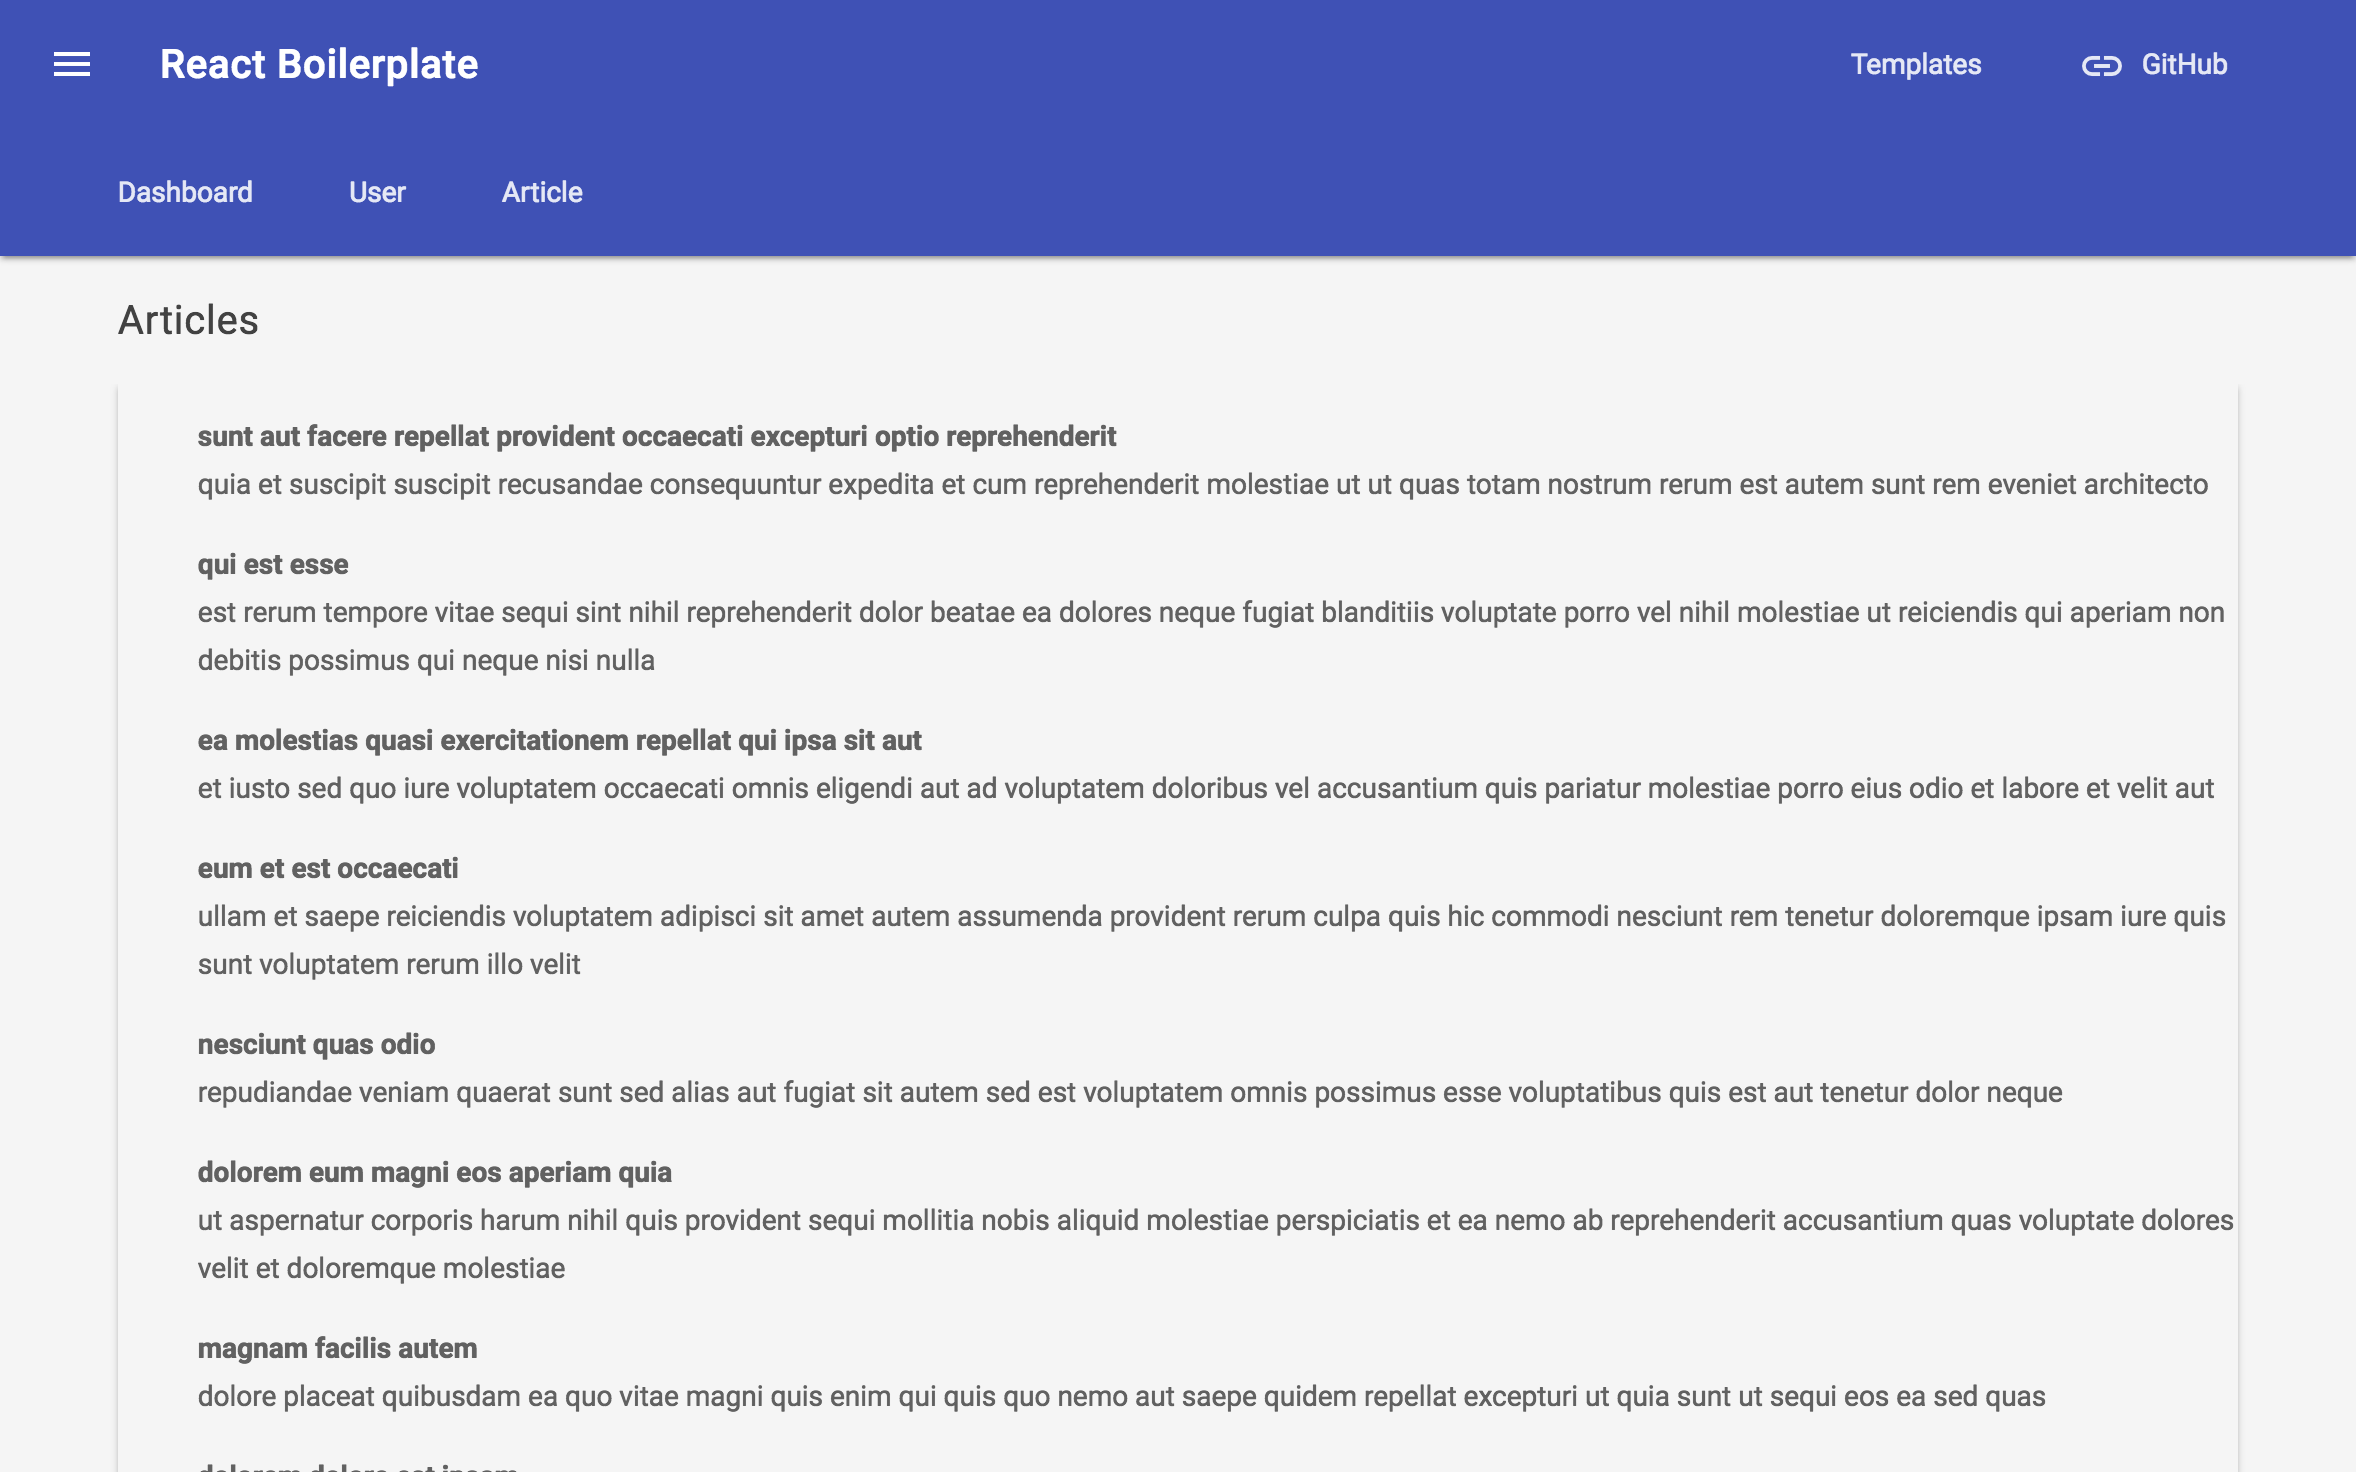 React Boilerplate
Templates
GitHub
Dashboard
User
Article
Articles
sunt aut facere repellat provident occaecati excepturi optio reprehenderit
quia et suscipit suscipit recusandae consequuntur expedita et cum reprehenderit molestiae ut ut quas totam nostrum rerum est autem sunt rem eveniet architecto
qui est esse
est rerum tempore vitae sequi sint nihil reprehenderit dolor beatae ea dolores neque fugiat blanditiis voluptate porro vel nihil molestiae ut reiciendis qui aperiam non
debitis possimus qui neque nisi nulla
ea molestias quasi exercitationem repellat qui ipsa sit aut
et iusto sed quo iure voluptatem occaecati omnis eligendi aut ad voluptatem doloribus vel accusantium quis pariatur molestiae porro eius odio et labore et velit aut
eum et est occaecati
ullam et saepe reiciendis voluptatem adipisci sit amet autem assumenda provident rerum culpa quis hic commodi nesciunt rem tenetur doloremque ipsam iure quis
sunt voluptatem rerum illo velit
nesciunt quas odio
repudiandae veniam quaerat sunt sed alias aut fugiat sit autem sed est voluptatem omnis possimus esse voluptatibus quis est aut tenetur dolor neque
dolorem eum magni eos aperiam quia
ut aspernatur corporis harum nihil quis provident sequi mollitia nobis aliquid molestiae perspiciatis et ea nemo ab reprehenderit accusantium quas voluptate dolores
velit et doloremque molestiae
magnam facilis autem
dolore placeat quibusdam ea quo vitae magni quis enim qui quis quo nemo aut saepe quidem repellat excepturi ut quia sunt ut sequi eos ea sed quas